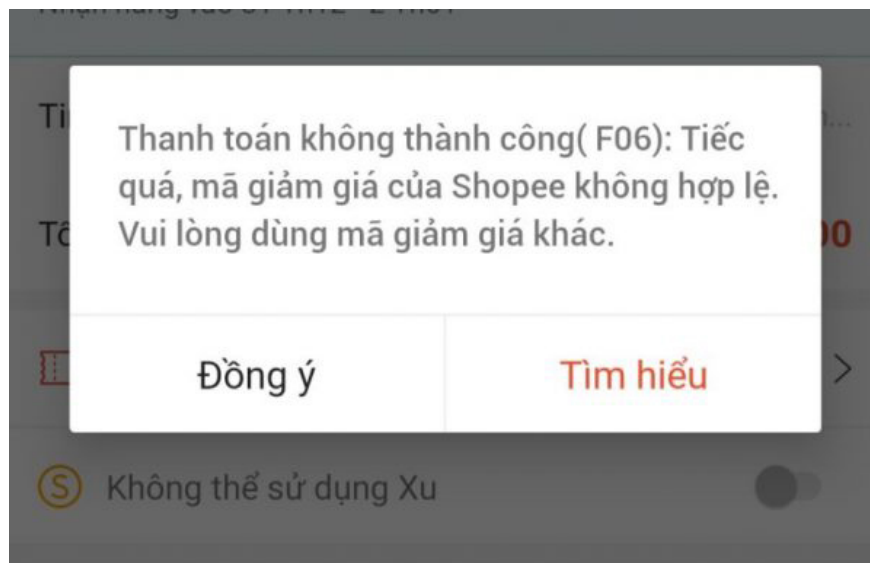 Thanh toán không thành công( F06): Tiếc
quá, mã giảm giá của Shopee không hợp lệ.
Vui lòng dùng mã giảm giá khác.
Đồng ý
Tìm hiểu
Không thể sử dụng Xu